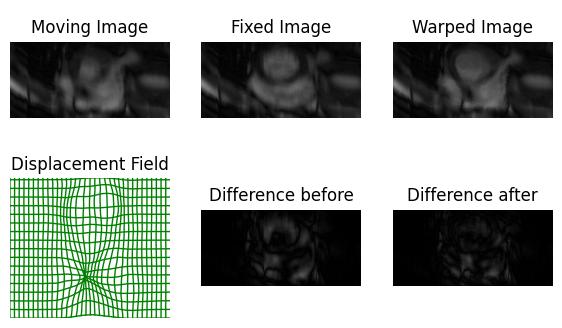 Moving Image
Fixed Image
Warped Image
Displacement Field
Difference before
Difference after